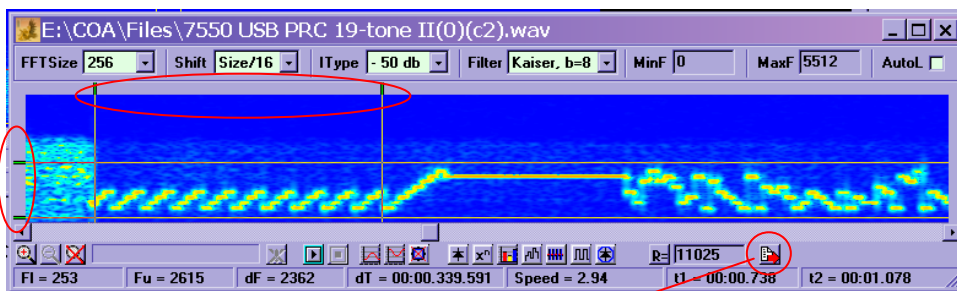 E:\COA\Files\7550 USB PRC 19-tone II(0)(c2).wav
FFTSize 256 Shift Size/16 IType - 50 db Filter Kaiser, b=8 MinF 0 MaxF 5512 AutoL
xⁿ R= 11025
Fl = 253 Fu = 2615 dF = 2362 dT = 00:00.339.591 Speed = 2.94 t1 = 00:00.738 t2 = 00:01.078